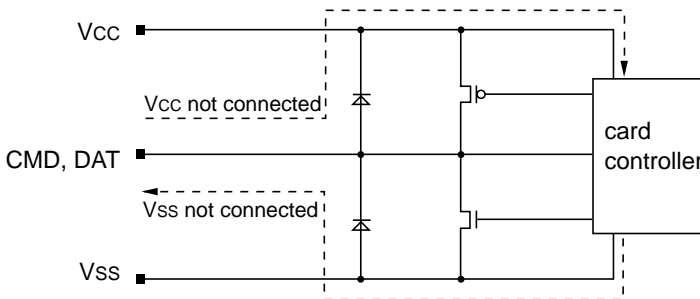 VCC
VCC not connected
CMD, DAT
card
controller
VSS not connected
VSS